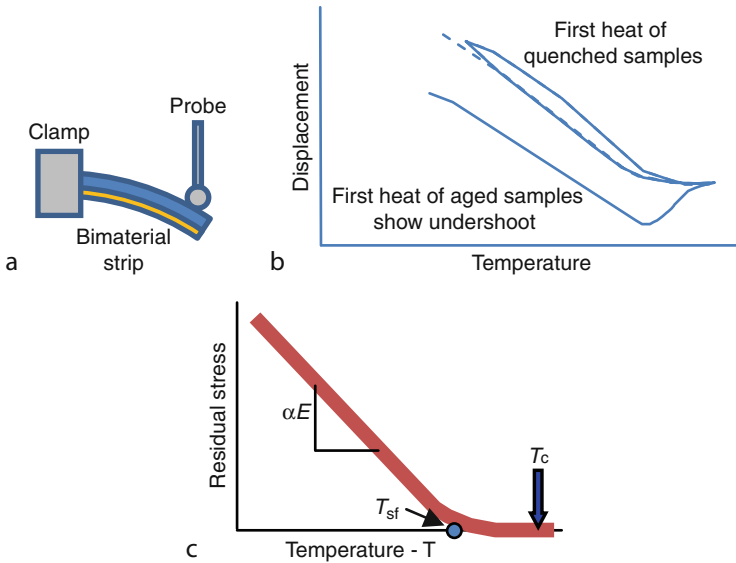 Clamp
Probe
Bimaterial
strip
a
Displacement
First heat of
quenched samples
First heat of aged samples
show undershoot
Temperature
b
Residual stress
αE
Tsf
Tc
Temperature - T
c